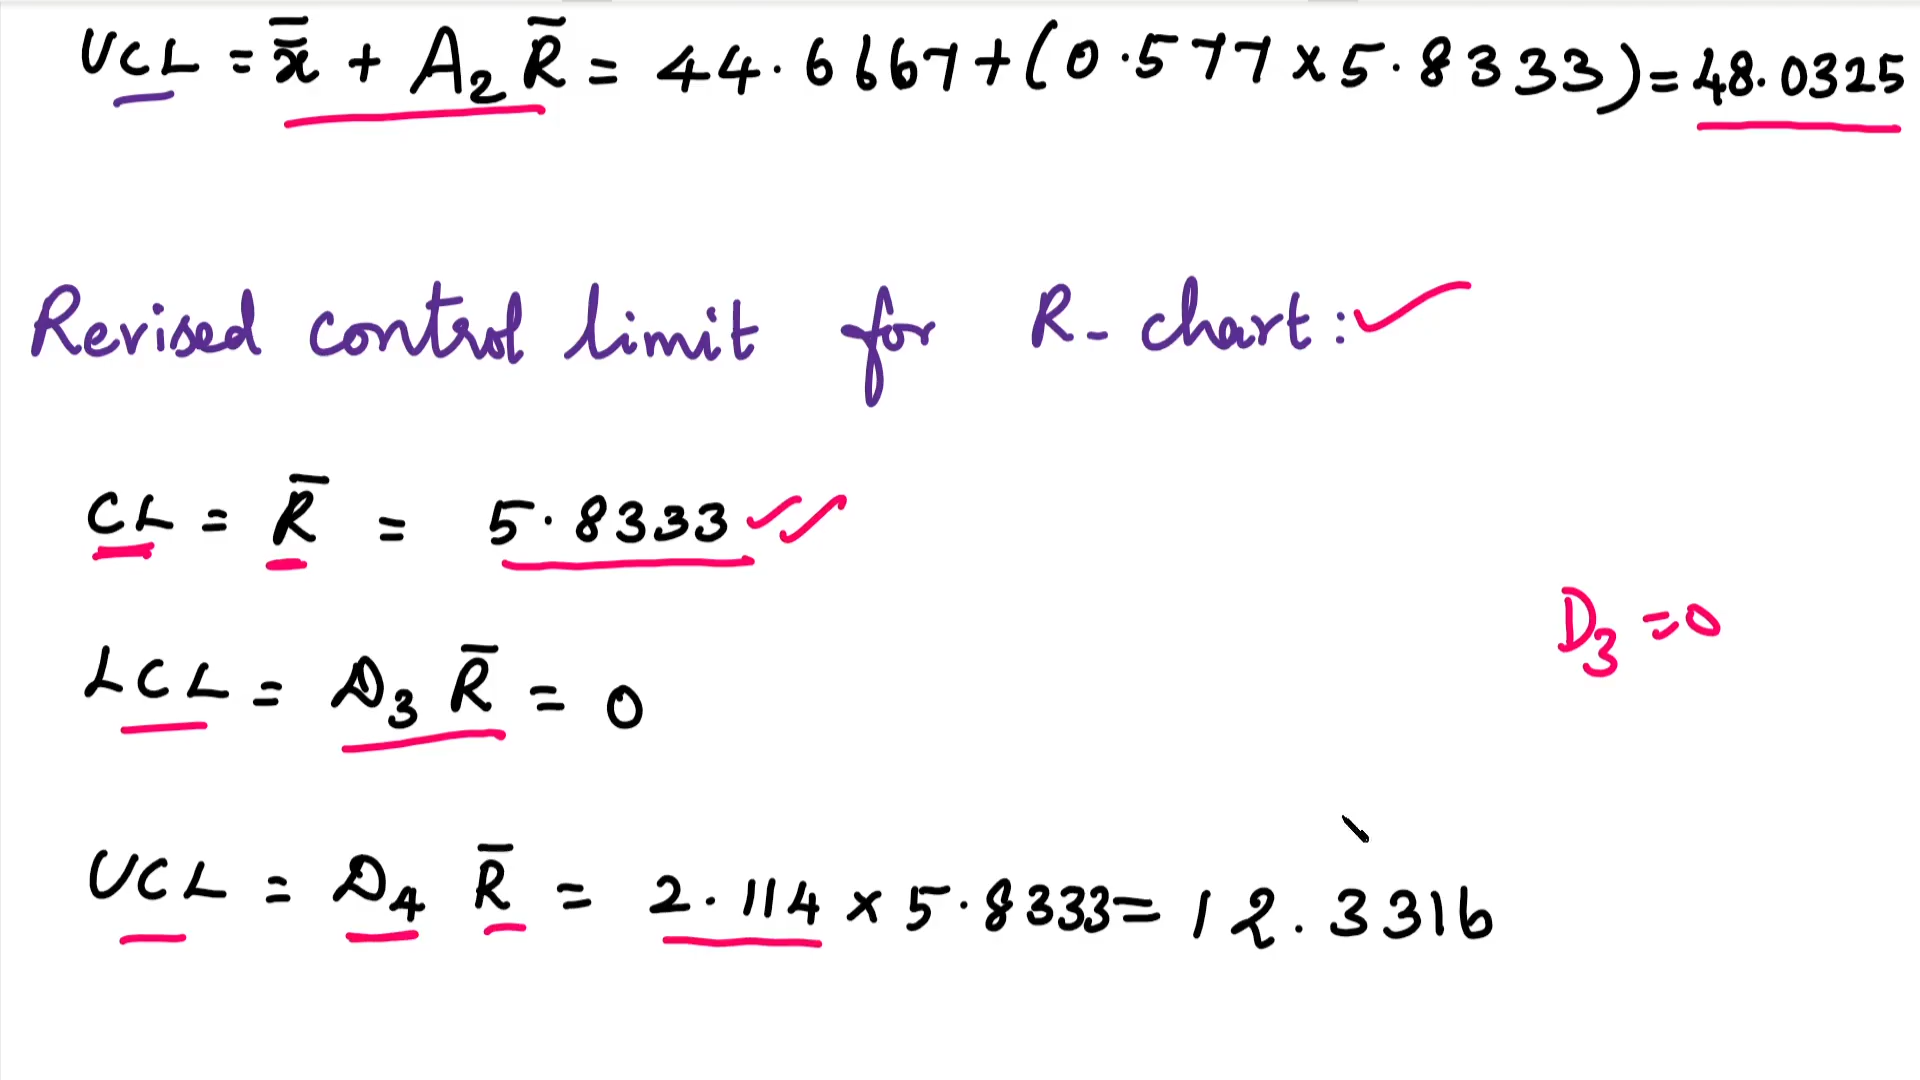 UCL = x̿ + A₂ R̅ = 44.6667+(0.577×5.8333)=48.0325
Revised control limit for R- chart:
CL = R̅ = 5.8333
D₃ =0
LCL = D₃ R̅ = 0
UCL = D₄ R̅ = 2.114 × 5.8333= 12.3316